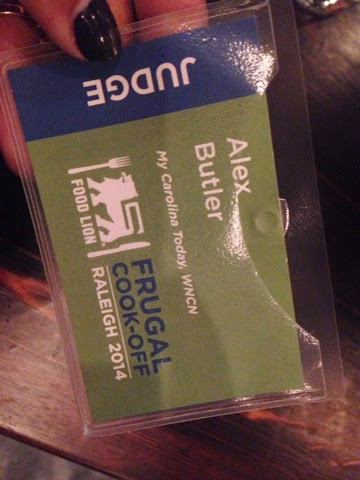 JUDGE
Alex
Butler
My Carolina Today, WNCN
FOOD LION
FRUGAL
COOK-OFF
RALEIGH 2014